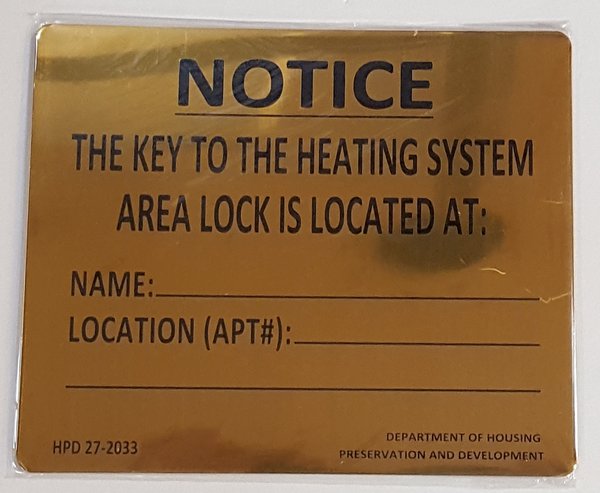 NOTICE
THE KEY TO THE HEATING SYSTEM
AREA LOCK IS LOCATED AT:
NAME:
LOCATION (APT#):
HPD 27-2033
DEPARTMENT OF HOUSING
PRESERVATION AND DEVELOPMENT